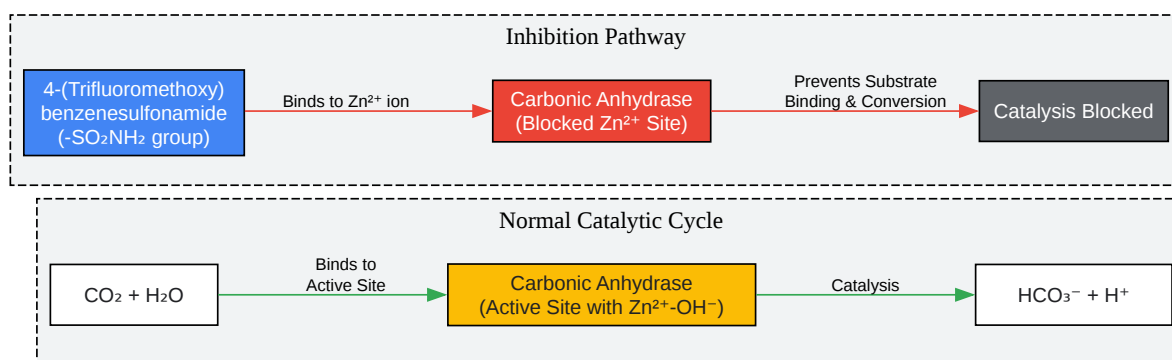 Inhibition Pathway
4-(Trifluoromethoxy)
benzenesulfonamide
(-SO₂NH₂ group)
Binds to Zn²⁺ ion
Carbonic Anhydrase
(Blocked Zn²⁺ Site)
Prevents Substrate
Binding & Conversion
Catalysis Blocked
Normal Catalytic Cycle
CO₂ + H₂O
Binds to
Active Site
Carbonic Anhydrase
(Active Site with Zn²⁺-OH⁻)
Catalysis
HCO₃⁻ + H⁺